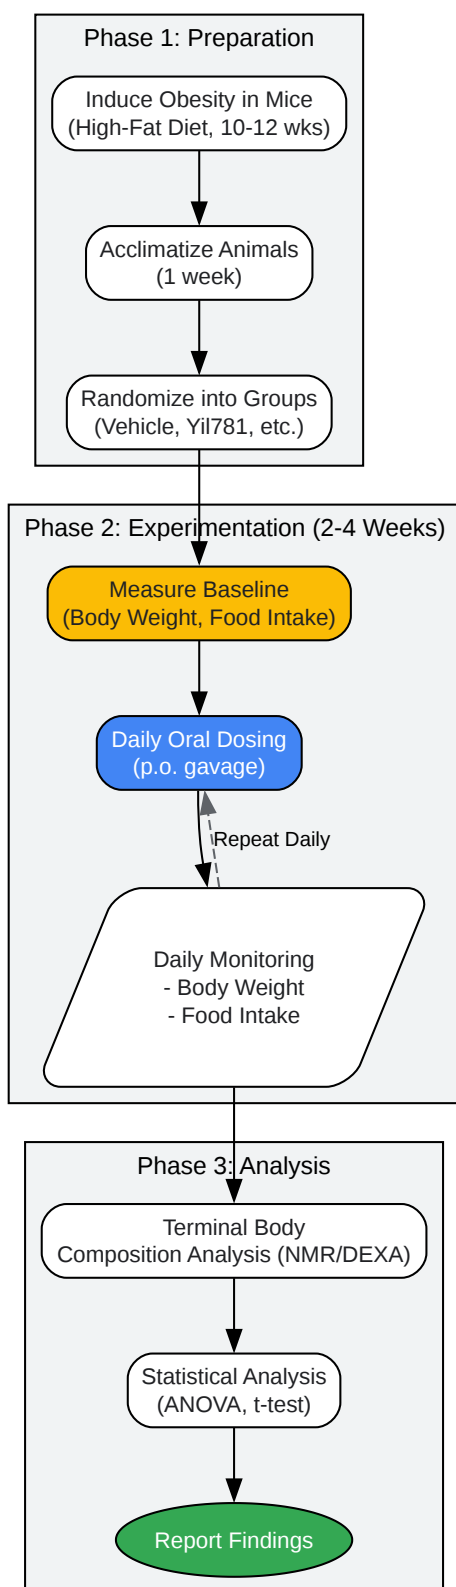 Phase 1: Preparation
Induce Obesity in Mice
(High-Fat Diet, 10-12 wks)
Acclimatize Animals
(1 week)
Randomize into Groups
(Vehicle, Yil781, etc.)
Phase 2: Experimentation (2-4 Weeks)
Measure Baseline
(Body Weight, Food Intake)
Daily Oral Dosing
(p.o. gavage)
Repeat Daily
Daily Monitoring
- Body Weight
- Food Intake
Phase 3: Analysis
Terminal Body
Composition Analysis (NMR/DEXA)
Statistical Analysis
(ANOVA, t-test)
Report Findings